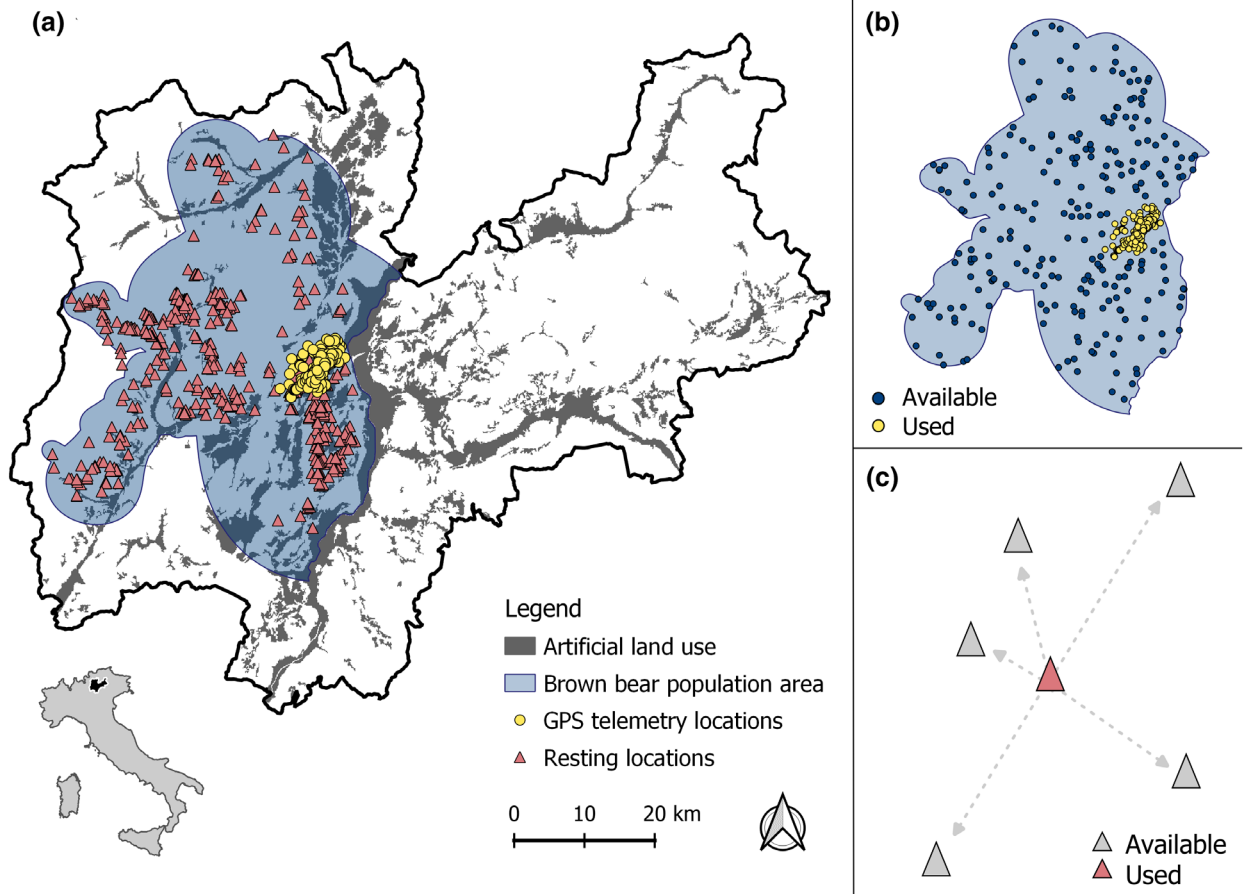 (a)
Legend
Artificial land use
Brown bear population area
GPS telemetry locations
Resting locations
0 10 20 km
(b)
Available
Used
(c)
Available
Used